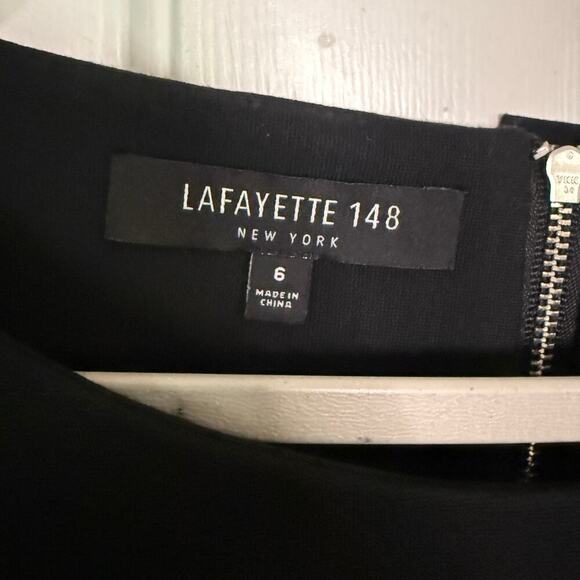 LAFAYETTE 148
NEW YORK
6
MADE IN
CHINA